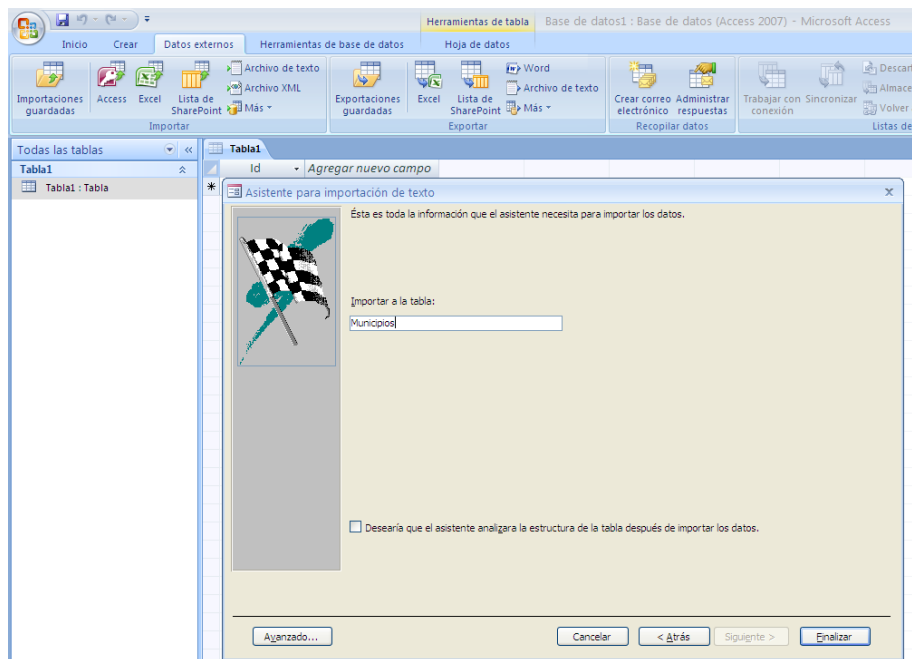 Herramientas de tabla Base de datos1 : Base de datos (Access 2007) - Microsoft Access
Inicio Crear Datos externos Herramientas de base de datos Hoja de datos
Importaciones guardadas
Access
Excel
Lista de SharePoint
Archivo de texto
Archivo XML
Más
Importar
Exportaciones guardadas
Excel
Lista de SharePoint
Word
Archivo de texto
Más
Exportar
Crear correo electrónico
Administrar respuestas
Recopilar datos
Trabajar con conexión
Sincronizar
Volver
Todas las tablas
Tabla1
Tabla1 : Tabla
Tabla1
Id Agregar nuevo campo
Asistente para importación de texto
Ésta es toda la información que el asistente necesita para importar los datos.
Importar a la tabla:
Municipios
Desearía que el asistente analizara la estructura de la tabla después de importar los datos.
Avanzado... Cancelar < Atrás Siguiente > Finalizar